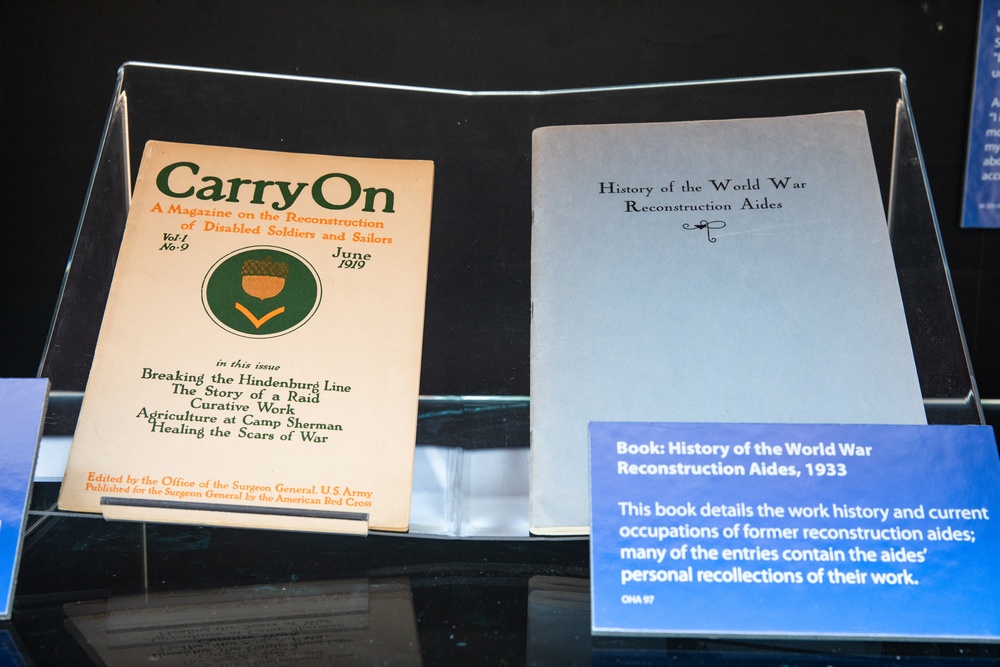 Carry On
A Magazine on the Reconstruction
of Disabled Soldiers and Sailors
Vol·1
No·9
June
1919
in this issue
Breaking the Hindenburg Line
The Story of a Raid
Curative Work
Agriculture at Camp Sherman
Healing the Scars of War
Edited by the Office of the Surgeon General. U.S. Army
Published for the Surgeon General by the American Red Cross
History of the World War
Reconstruction Aides
Book: History of the World War
Reconstruction Aides, 1933
This book details the work history and current
occupations of former reconstruction aides;
many of the entries contain the aides'
personal recollections of their work.
OHA 97